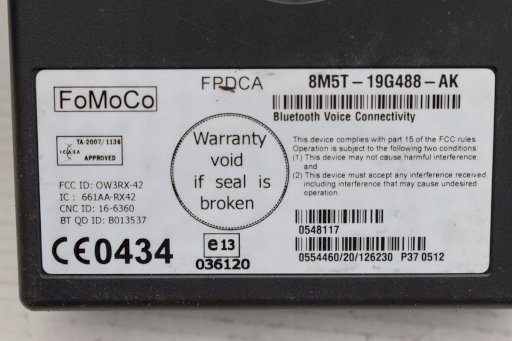 FoMoCo
FPDCA
8M5T-19G488-AK
Bluetooth Voice Connectivity
TA-2007/1136
ICASA
APPROVED
FCC ID: OW3RX-42
IC : 661AA-RX42
CNC ID: 16-6360
BT QD ID: B013537
CE0434
Warranty
void
if seal is
broken
e13
036120
This device complies with part 15 of the FCC rules.
Operation is subject to the following two conditions:
(1) This device may not cause harmful interference,
and
(2) This device must accept any interference received,
including interference that may cause undesired
operation.
0548117
0554460/20/126230 P37 0512